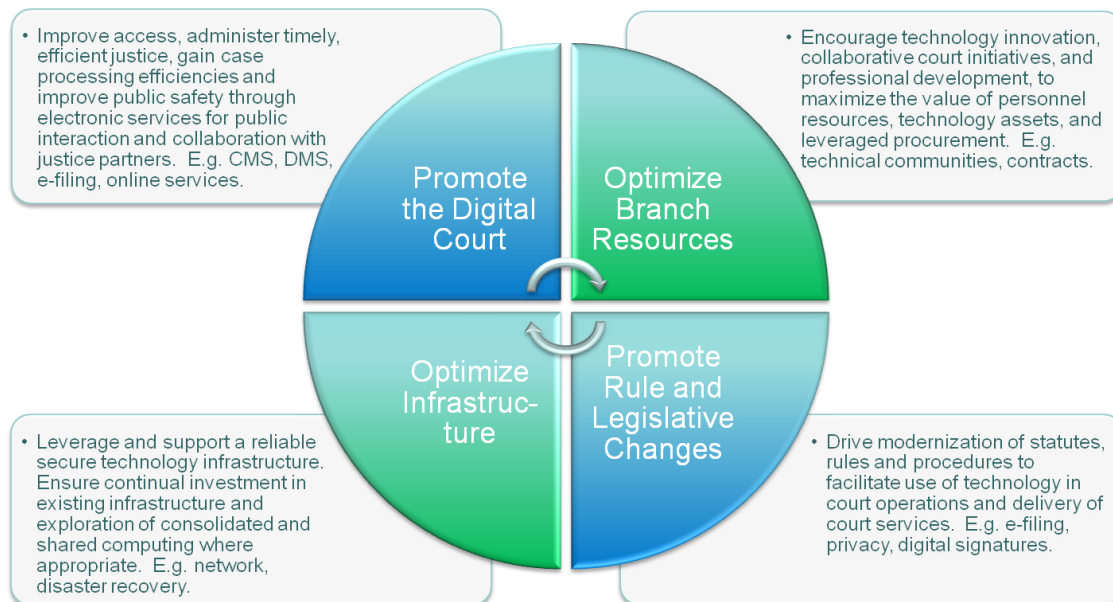 • Improve access, administer timely,
efficient justice, gain case
processing efficiencies and
improve public safety through
electronic services for public
interaction and collaboration with
justice partners.  E.g. CMS, DMS,
e-filing, online services.
• Encourage technology innovation,
collaborative court initiatives, and
professional development, to
maximize the value of personnel
resources, technology assets, and
leveraged procurement.  E.g.
technical communities, contracts.
Promote
the Digital
Court
Optimize
Branch
Resources
Optimize
Infrastruc-
ture
Promote
Rule and
Legislative
Changes
• Leverage and support a reliable
secure technology infrastructure.
Ensure continual investment in
existing infrastructure and
exploration of consolidated and
shared computing where
appropriate.  E.g. network,
disaster recovery.
• Drive modernization of statutes,
rules and procedures to
facilitate use of technology in
court operations and delivery of
court services.  E.g. e-filing,
privacy, digital signatures.